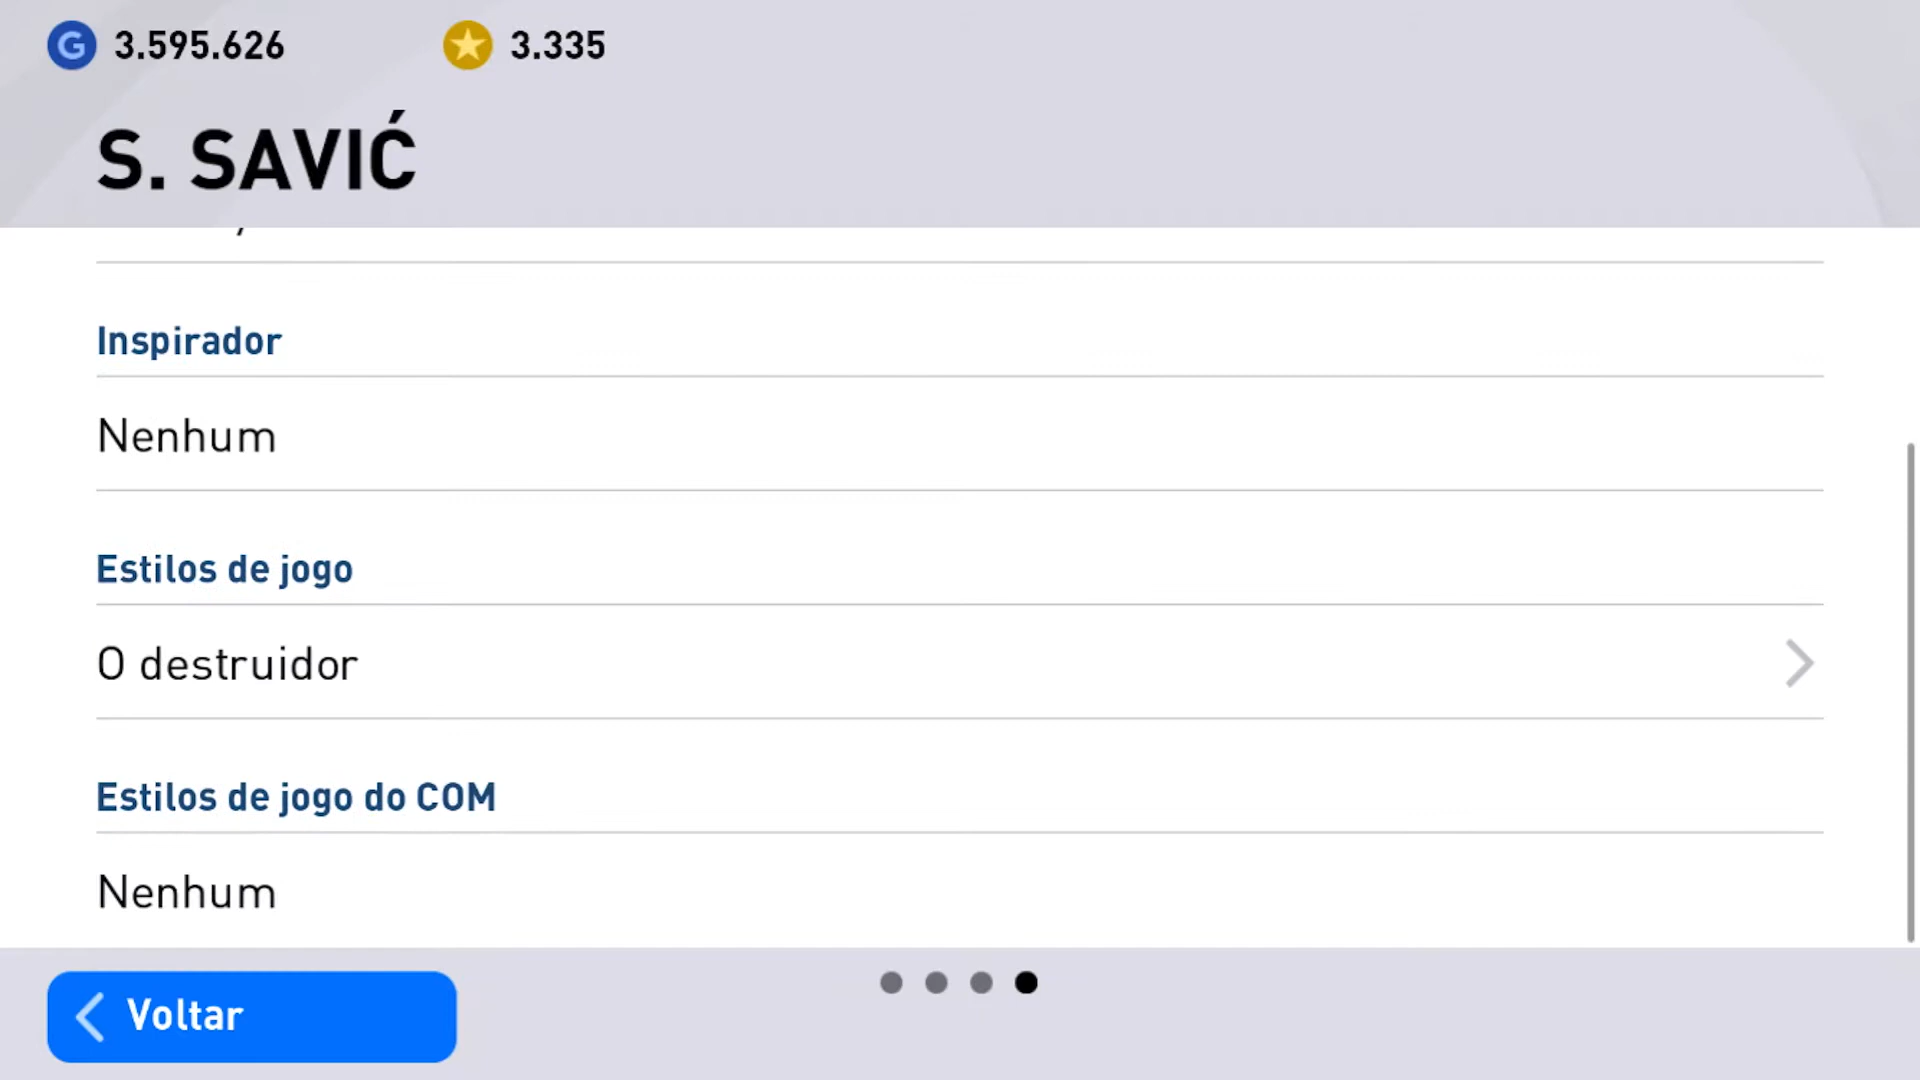 G 3.595.626 3.335
S. SAVIĆ
Inspirador
Nenhum
Estilos de jogo
O destruidor
Estilos de jogo do COM
Nenhum
Voltar